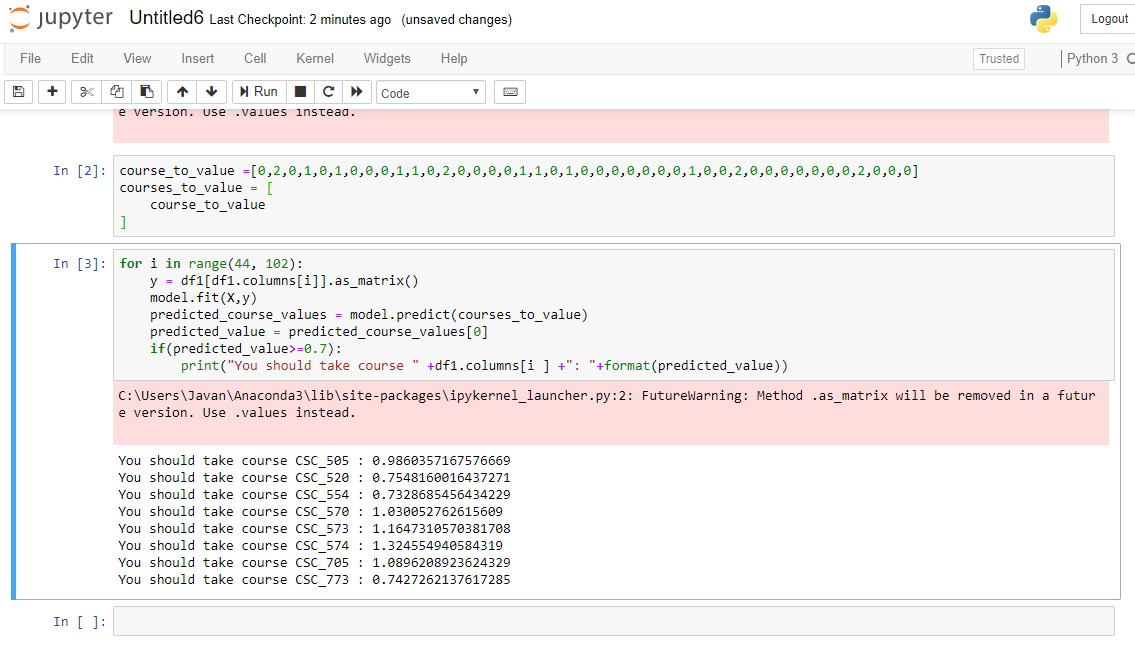 jupyter Untitled6 Last Checkpoint: 2 minutes ago (unsaved changes) Logout
File Edit View Insert Cell Kernel Widgets Help Trusted Python 3
Run Code
e version. Use .values instead.
In [2]: course_to_value =[0,2,0,1,0,1,0,0,0,1,1,0,2,0,0,0,0,1,1,0,1,0,0,0,0,0,0,0,1,0,0,2,0,0,0,0,0,0,0,2,0,0,0]
courses_to_value = [
course_to_value
]
In [3]: for i in range(44, 102):
y = df1[df1.columns[i]].as_matrix()
model.fit(X,y)
predicted_course_values = model.predict(courses_to_value)
predicted_value = predicted_course_values[0]
if(predicted_value>=0.7):
print("You should take course " +df1.columns[i ] +": "+format(predicted_value))
C:\Users\Javan\Anaconda3\lib\site-packages\ipykernel_launcher.py:2: FutureWarning: Method .as_matrix will be removed in a futur
e version. Use .values instead.
You should take course CSC_505 : 0.9860357167576669
You should take course CSC_520 : 0.7548160016437271
You should take course CSC_554 : 0.7328685456434229
You should take course CSC_570 : 1.030052762615609
You should take course CSC_573 : 1.1647310570381708
You should take course CSC_574 : 1.324554940584319
You should take course CSC_705 : 1.0896208923624329
You should take course CSC_773 : 0.7427262137617285
In [ ]: